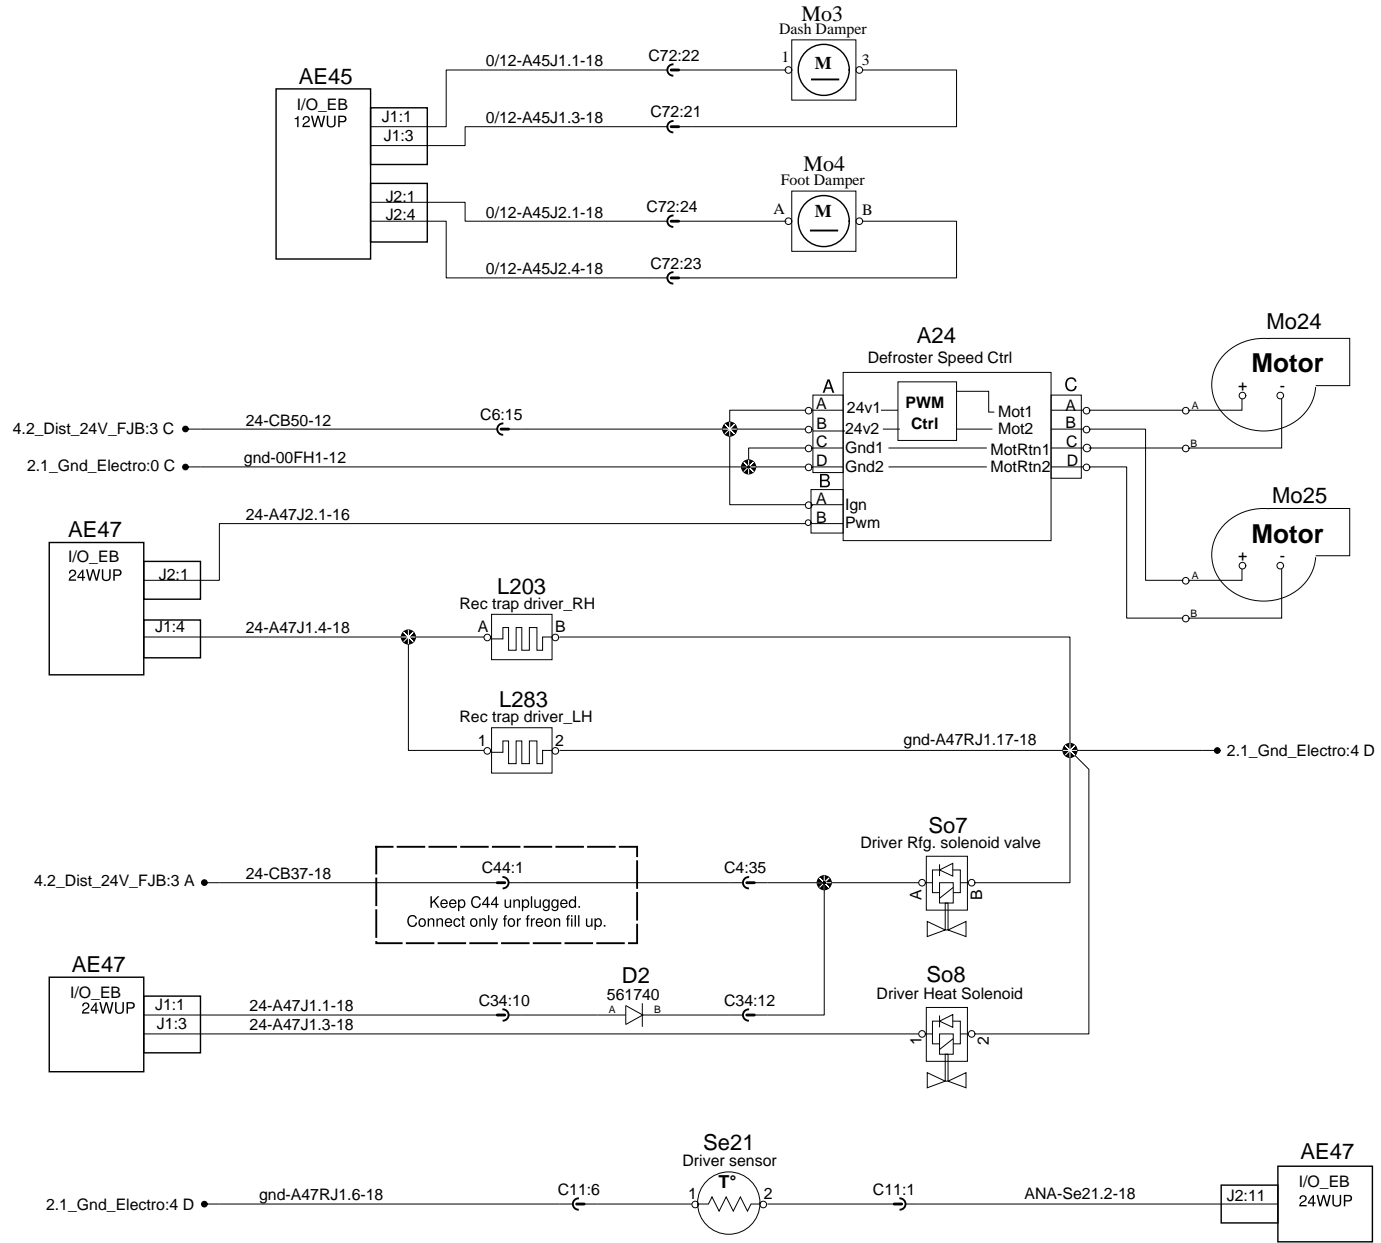 Mo3
Dash Damper
AE45
I/O_EB
12WUP
J1:1
J1:3
0/12-A45J1.1-18
C72:22
1
M
3
0/12-A45J1.3-18
C72:21
Mo4
Foot Damper
J2:1
J2:4
0/12-A45J2.1-18
C72:24
A
M
B
0/12-A45J2.4-18
C72:23
A24
Defroster Speed Ctrl
Mo24
Motor
+ -
A
B
4.2_Dist_24V_FJB:3 C
24-CB50-12
C6:15
2.1_Gnd_Electro:0 C
gnd-00FH1-12
A
A 24v1
B 24v2
C Gnd1
D Gnd2
B
A Ign
B Pwm
PWM
Ctrl
C
Mot1 A
Mot2 B
MotRtn1 C
MotRtn2 D
Mo25
Motor
+ -
A
B
AE47
I/O_EB
24WUP
J2:1
24-A47J2.1-16
J1:4
24-A47J1.4-18
L203
Rec trap driver_RH
A B
L283
Rec trap driver_LH
1 2
gnd-A47RJ1.17-18
2.1_Gnd_Electro:4 D
So7
Driver Rfg. solenoid valve
A B
4.2_Dist_24V_FJB:3 A
24-CB37-18
C44:1
Keep C44 unplugged.
Connect only for freon fill up.
C4:35
AE47
I/O_EB
24WUP
J1:1
J1:3
24-A47J1.1-18
24-A47J1.3-18
C34:10
D2
561740
A B
C34:12
So8
Driver Heat Solenoid
1 2
Se21
Driver sensor
T°
1 2
2.1_Gnd_Electro:4 D
gnd-A47RJ1.6-18
C11:6
C11:1
ANA-Se21.2-18
AE47
I/O_EB
24WUP
J2:11